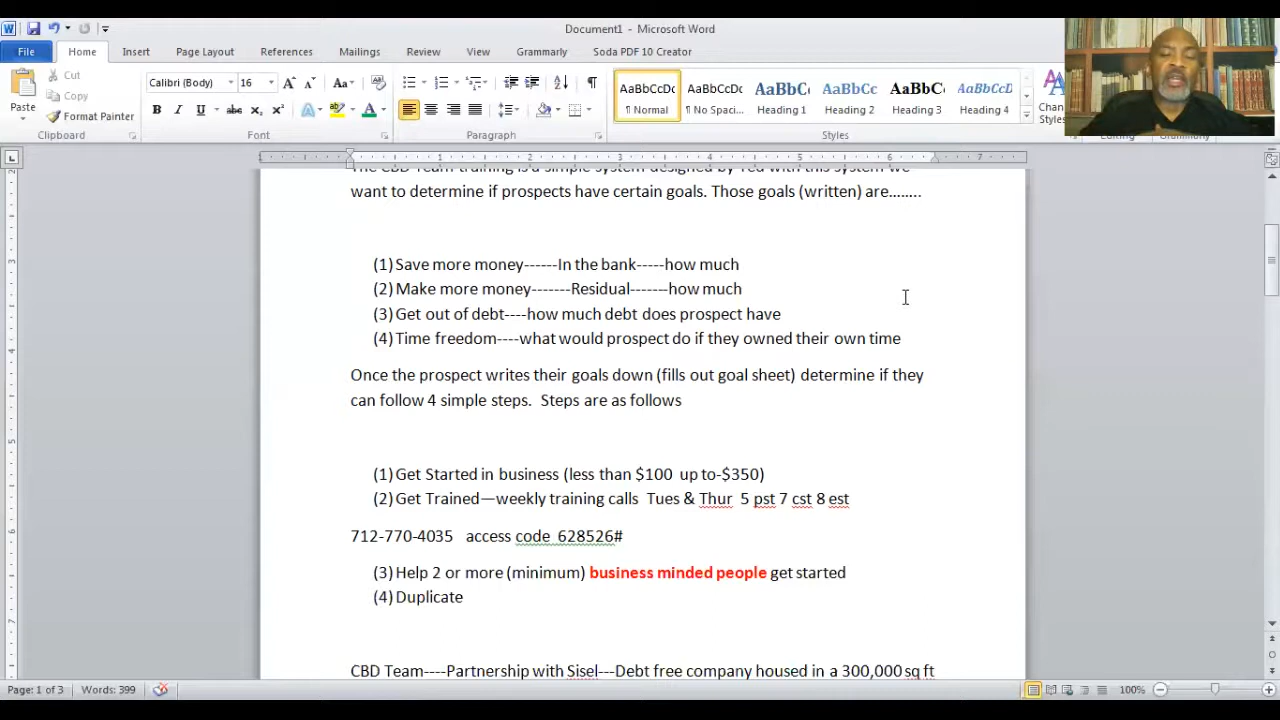 Document1 - Microsoft Word
File Home Insert Page Layout References Mailings Review View Grammarly Soda PDF 10 Creator
Paste
Cut
Copy
Format Painter
Calibri (Body) 16
AaBbCcDc AaBbCcDc AaBbC AaBbCc AaBbC AaBbCcD
¶ Normal ¶ No Spaci... Heading 1 Heading 2 Heading 3 Heading 4
Styles
Clipboard Font Paragraph Styles
want to determine if prospects have certain goals. Those goals (written) are........
(1) Save more money------In the bank-----how much
(2) Make more money-------Residual-------how much
(3) Get out of debt----how much debt does prospect have
(4) Time freedom----what would prospect do if they owned their own time
Once the prospect writes their goals down (fills out goal sheet) determine if they
can follow 4 simple steps.  Steps are as follows
(1) Get Started in business (less than $100  up to-$350)
(2) Get Trained—weekly training calls  Tues & Thur  5 pst 7 cst 8 est
712-770-4035   access code  628526#
(3) Help 2 or more (minimum) business minded people get started
(4) Duplicate
CBD Team----Partnership with Sisel---Debt free company housed in a 300,000 sq ft
Page: 1 of 3 Words: 399 100%